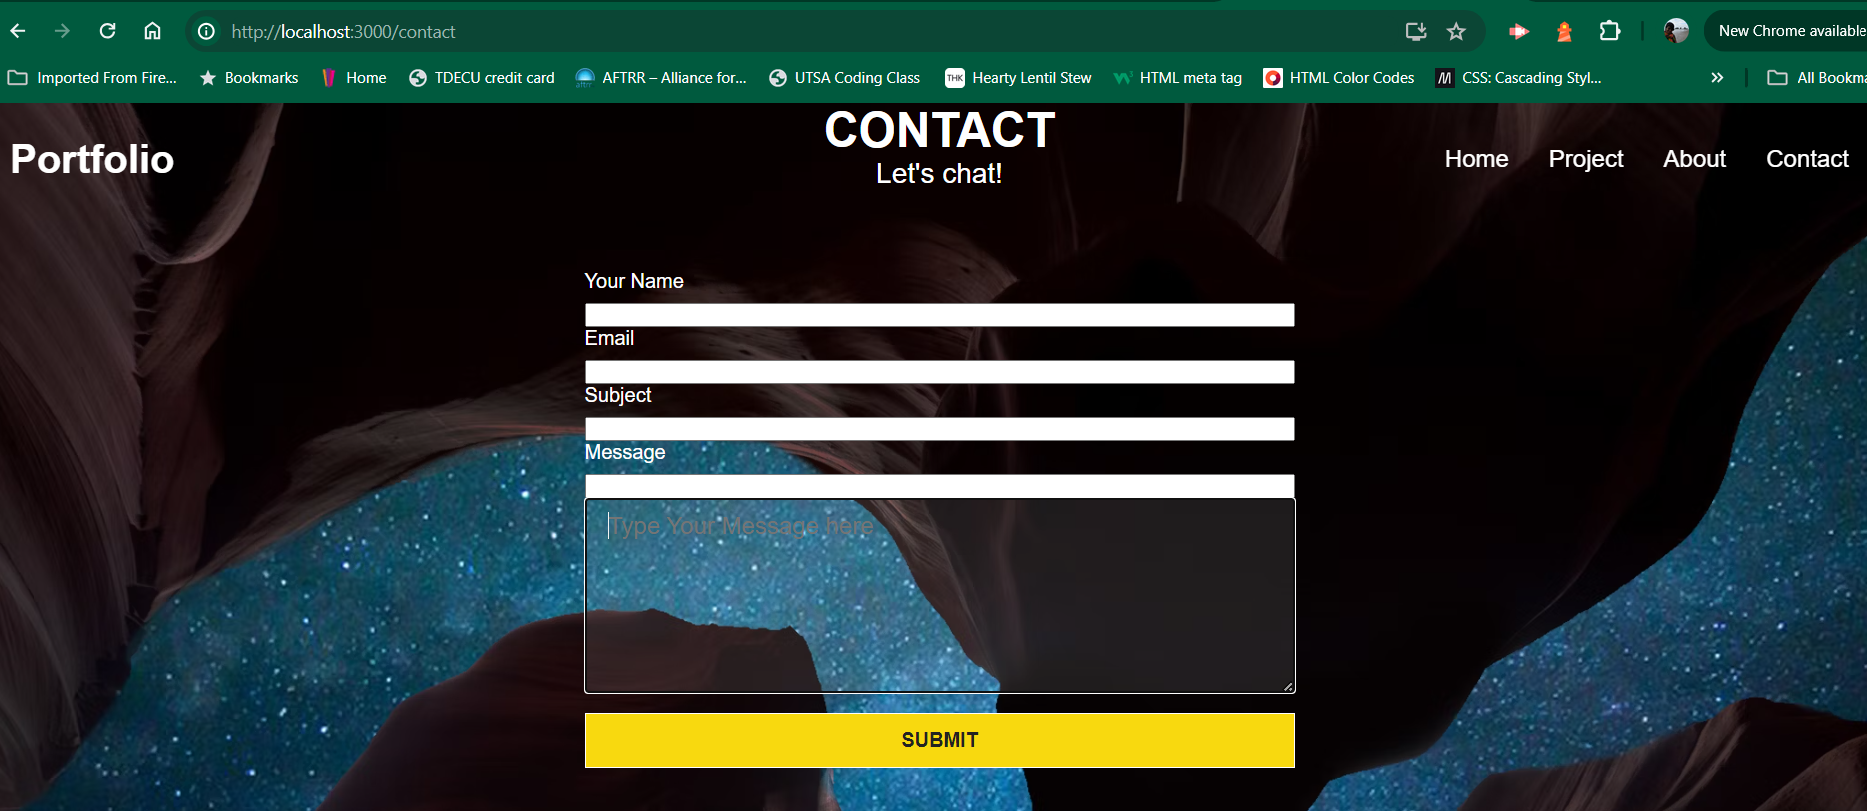 http://localhost:3000/contact
New Chrome available
Imported From Fire... Bookmarks Home TDECU credit card AFTRR – Alliance for... UTSA Coding Class THK Hearty Lentil Stew HTML meta tag HTML Color Codes CSS: Cascading Styl... » All Bookma
CONTACT
Let's chat!
Portfolio
Home Project About Contact
Your Name
Email
Subject
Message
Type Your Message here
SUBMIT